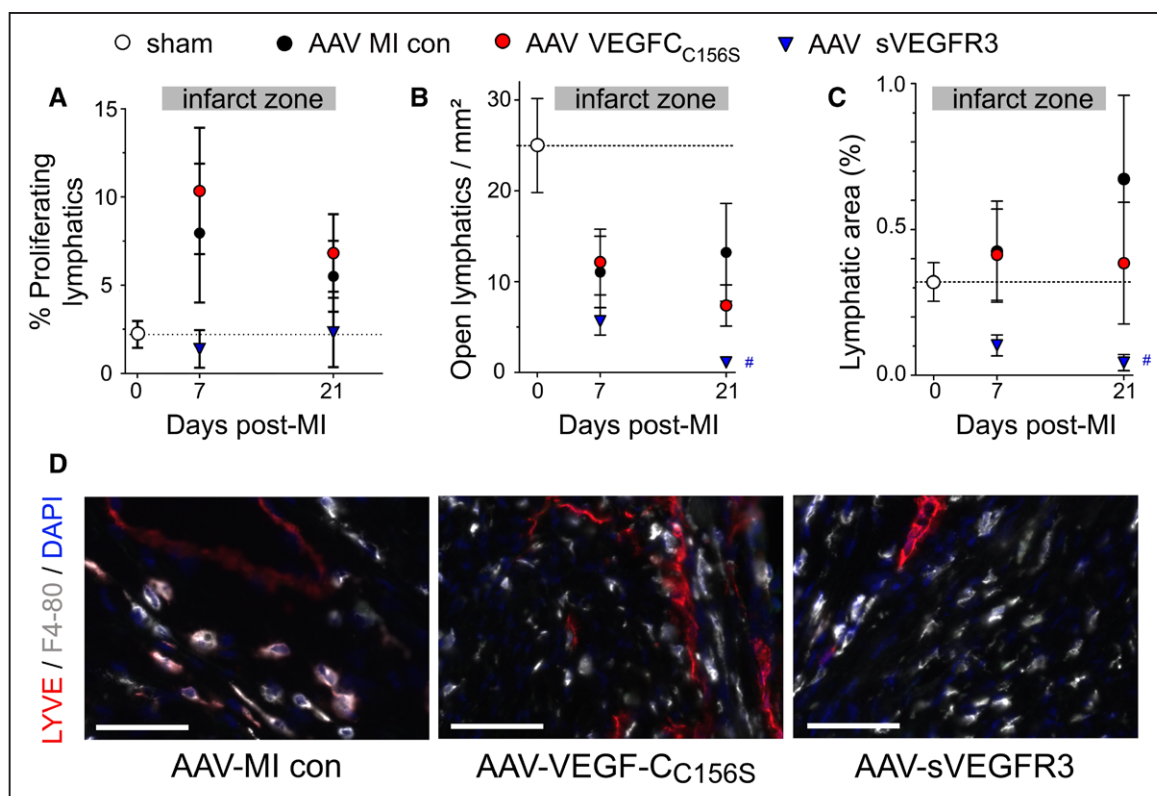 sham AAV MI con AAV VEGFC_C156S AAV sVEGFR3
A infarct zone
15
10
5
0
% Proliferating
lymphatics
0 7 21
Days post-MI
B infarct zone
30
20
10
0
Open lymphatics / mm²
#
0 7 21
Days post-MI
C infarct zone
1.0
0.5
0.0
Lymphatic area (%)
#
0 7 21
Days post-MI
D
LYVE / F4-80 / DAPI
AAV-MI con AAV-VEGF-C_C156S AAV-sVEGFR3